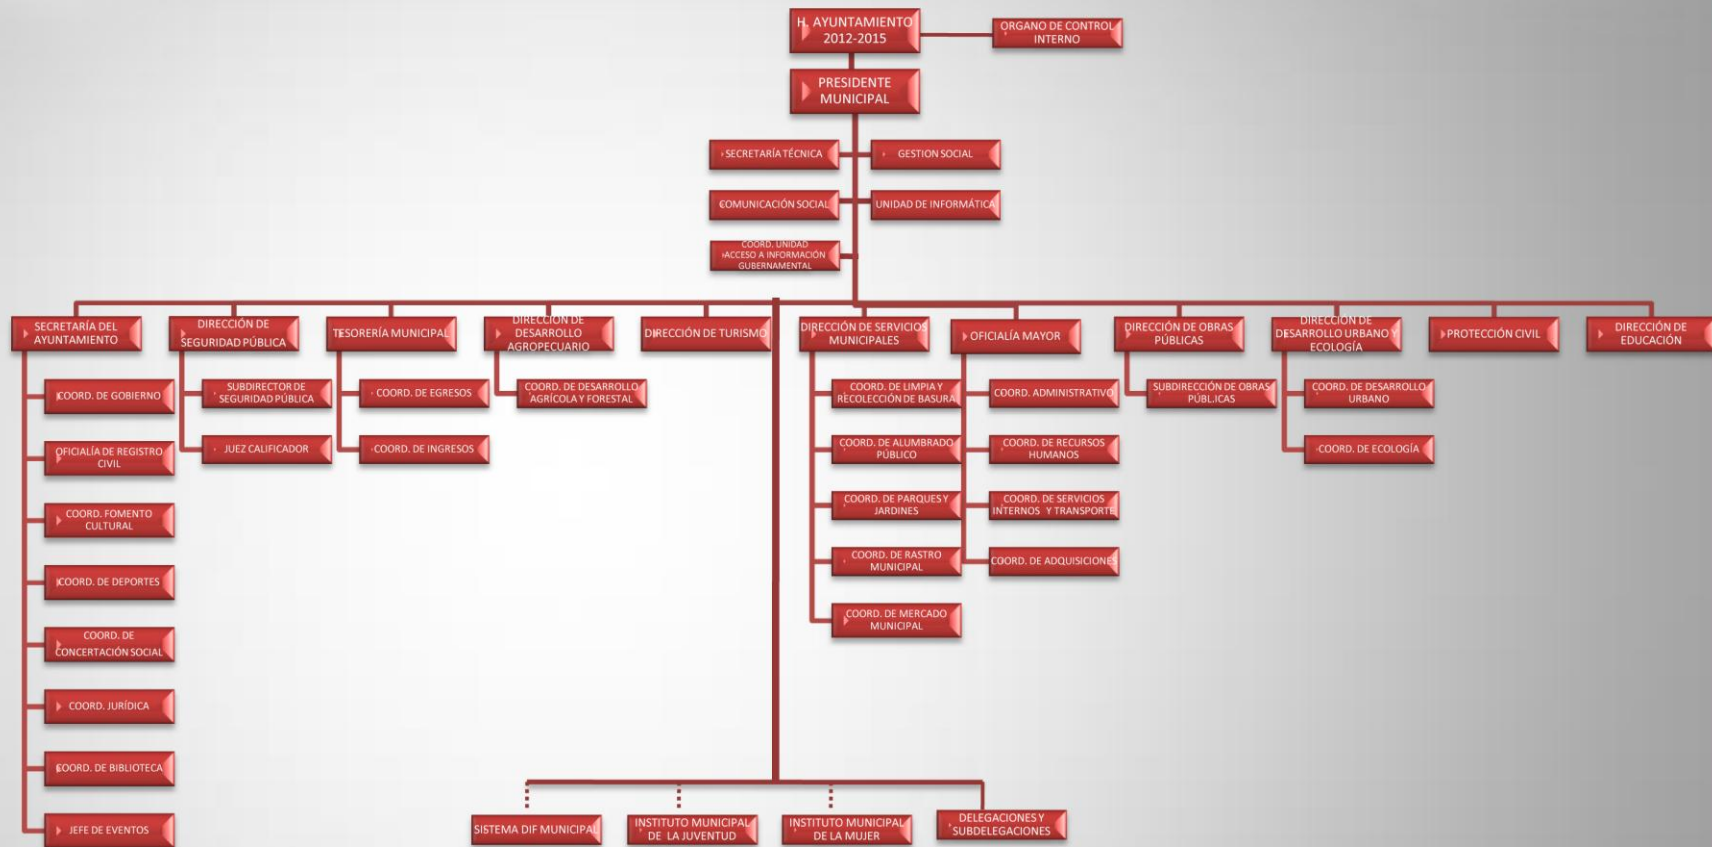 H. AYUNTAMIENTO
2012-2015
ORGANO DE CONTROL
INTERNO
PRESIDENTE
MUNICIPAL
SECRETARÍA TÉCNICA
GESTION SOCIAL
COMUNICACIÓN SOCIAL
UNIDAD DE INFORMÁTICA
COORD. UNIDAD
ACCESO A INFORMACIÓN
GUBERNAMENTAL
SECRETARÍA DEL
AYUNTAMIENTO
DIRECCIÓN DE
SEGURIDAD PÚBLICA
TESORERÍA MUNICIPAL
DIRECCIÓN DE
DESARROLLO
AGROPECUARIO
DIRECCIÓN DE TURISMO
DIRECCIÓN DE SERVICIOS
MUNICIPALES
OFICIALÍA MAYOR
DIRECCIÓN DE OBRAS
PÚBLICAS
DIRECCIÓN DE
DESARROLLO URBANO Y
ECOLOGÍA
PROTECCIÓN CIVIL
DIRECCIÓN DE
EDUCACIÓN
COORD. DE GOBIERNO
OFICIALÍA DE REGISTRO
CIVIL
COORD. FOMENTO
CULTURAL
COORD. DE DEPORTES
COORD. DE
CONCERTACIÓN SOCIAL
COORD. JURÍDICA
COORD. DE BIBLIOTECA
JEFE DE EVENTOS
SUBDIRECTOR DE
SEGURIDAD PÚBLICA
JUEZ CALIFICADOR
COORD. DE EGRESOS
COORD. DE INGRESOS
COORD. DE DESARROLLO
AGRÍCOLA Y FORESTAL
COORD. DE LIMPIA Y
RECOLECCIÓN DE BASURA
COORD. DE ALUMBRADO
PÚBLICO
COORD. DE PARQUES Y
JARDINES
COORD. DE RASTRO
MUNICIPAL
COORD. DE MERCADO
MUNICIPAL
COORD. ADMINISTRATIVO
COORD. DE RECURSOS
HUMANOS
COORD. DE SERVICIOS
INTERNOS Y TRANSPORTE
COORD. DE ADQUISICIONES
SUBDIRECCIÓN DE OBRAS
PÚBL.ICAS
COORD. DE DESARROLLO
URBANO
COORD. DE ECOLOGÍA
SISTEMA DIF MUNICIPAL
INSTITUTO MUNICIPAL
DE LA JUVENTUD
INSTITUTO MUNICIPAL
DE LA MUJER
DELEGACIONES Y
SUBDELEGACIONES